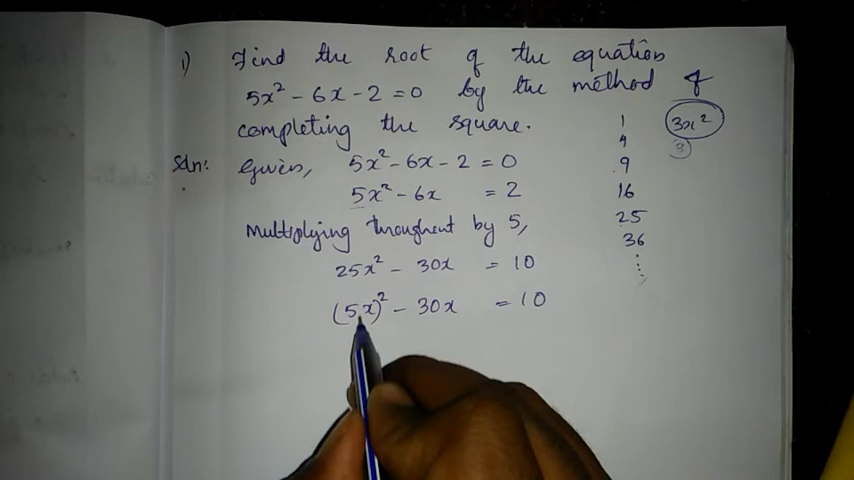 1) Find the root of the equation
5x² - 6x - 2 = 0 by the method of
completing the square.
Soln: Given, 5x² - 6x - 2 = 0
5x² - 6x = 2
Multiplying throughout by 5,
25x² - 30x = 10
(5x)² - 30x = 10
1
4
9
16
25
36
⋮
3x²
3